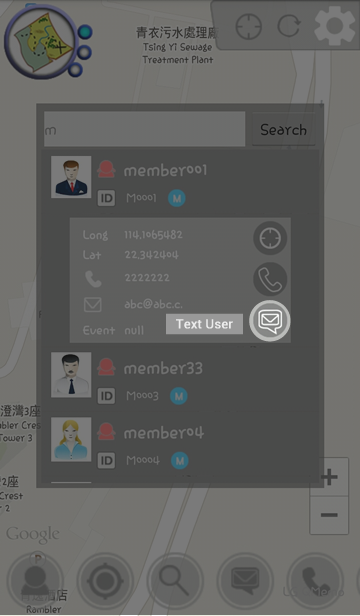 青衣污水處理廠
Tsing Yi Sewage
Treatment Plant
m
Search
member001
ID M0001 M
Long 114.1065482
Lat 22.342404
2222222
abc@abc.c.
Text User
Event null
member33
ID M0003 M
member04
ID M0004 M
澄灣3座
Tower 3
2座
Crest
r 2
Google
P
酒店
Rambler